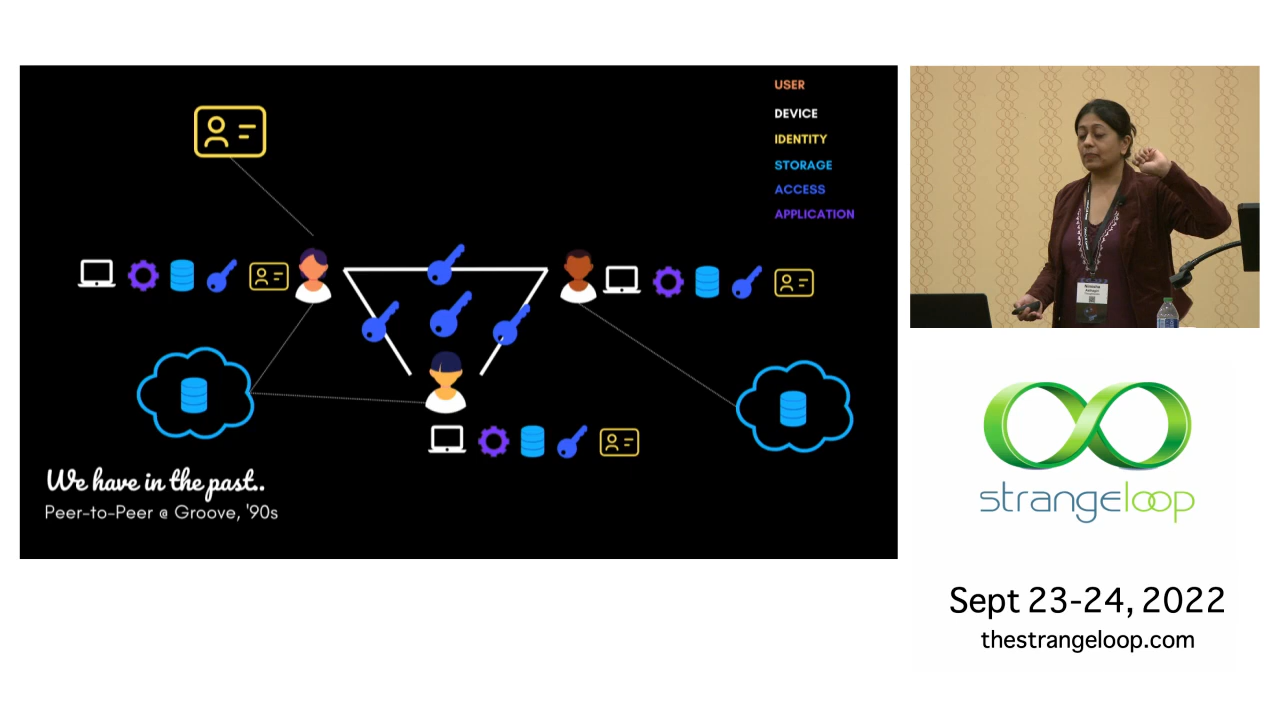 USER
DEVICE
IDENTITY
STORAGE
ACCESS
APPLICATION
We have in the past..
Peer-to-Peer @ Groove, '90s
strangeloop
Sept 23-24, 2022
thestrangeloop.com